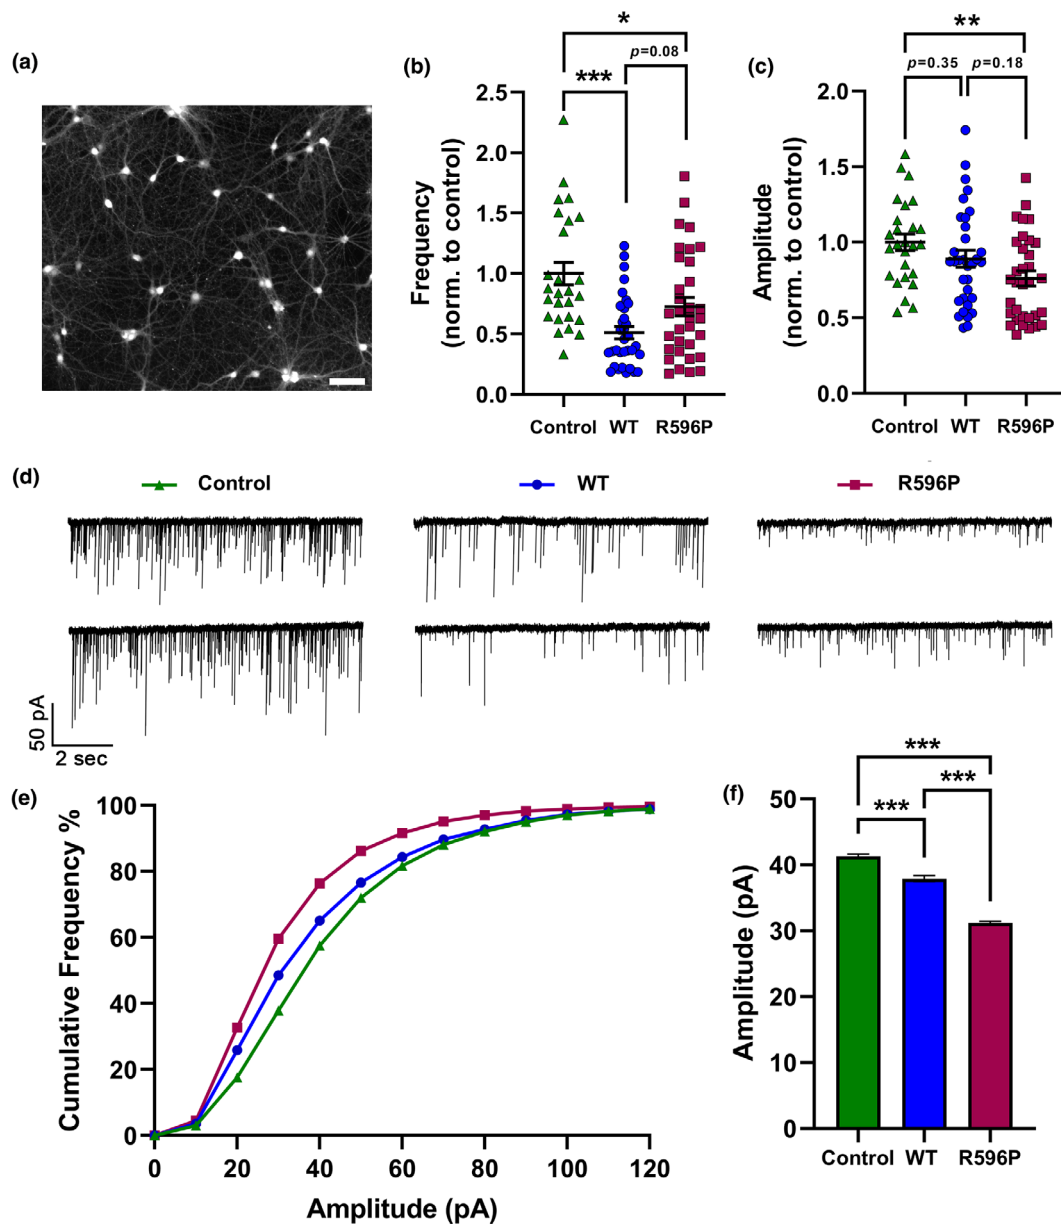 (a)
(b)
*
***
p=0.08
Frequency
(norm. to control)
2.5
2.0
1.5
1.0
0.5
0.0
Control WT R596P
(c)
**
p=0.35 p=0.18
Amplitude
(norm. to control)
2.0
1.5
1.0
0.5
0.0
Control WT R596P
(d)
Control WT R596P
50 pA
2 sec
(e)
Cumulative Frequency %
100
80
60
40
20
0
0 20 40 60 80 100 120
Amplitude (pA)
(f)
***
***
***
Amplitude (pA)
50
40
30
20
10
0
Control WT R596P